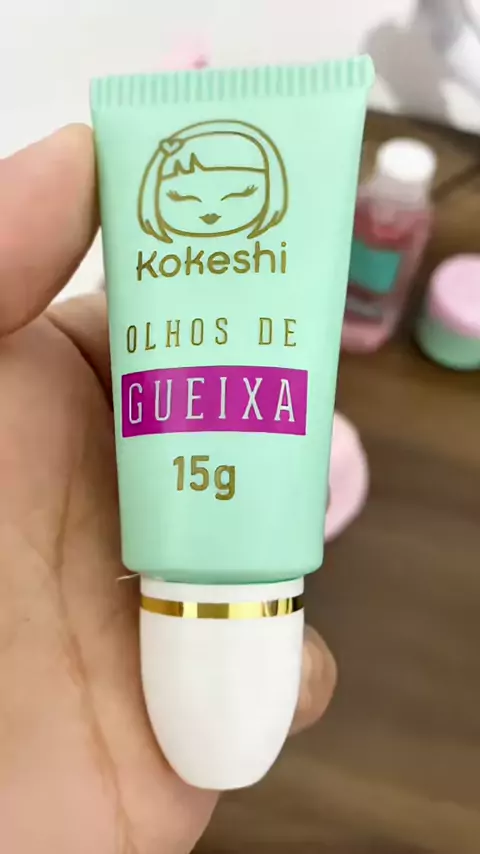 Kokeshi
OLHOS DE
GUEIXA
15g